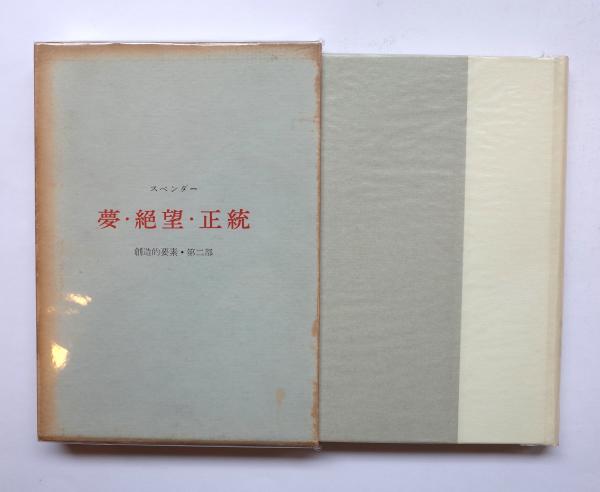 スペンダー
夢・絶望・正統
創造的要素・第二部